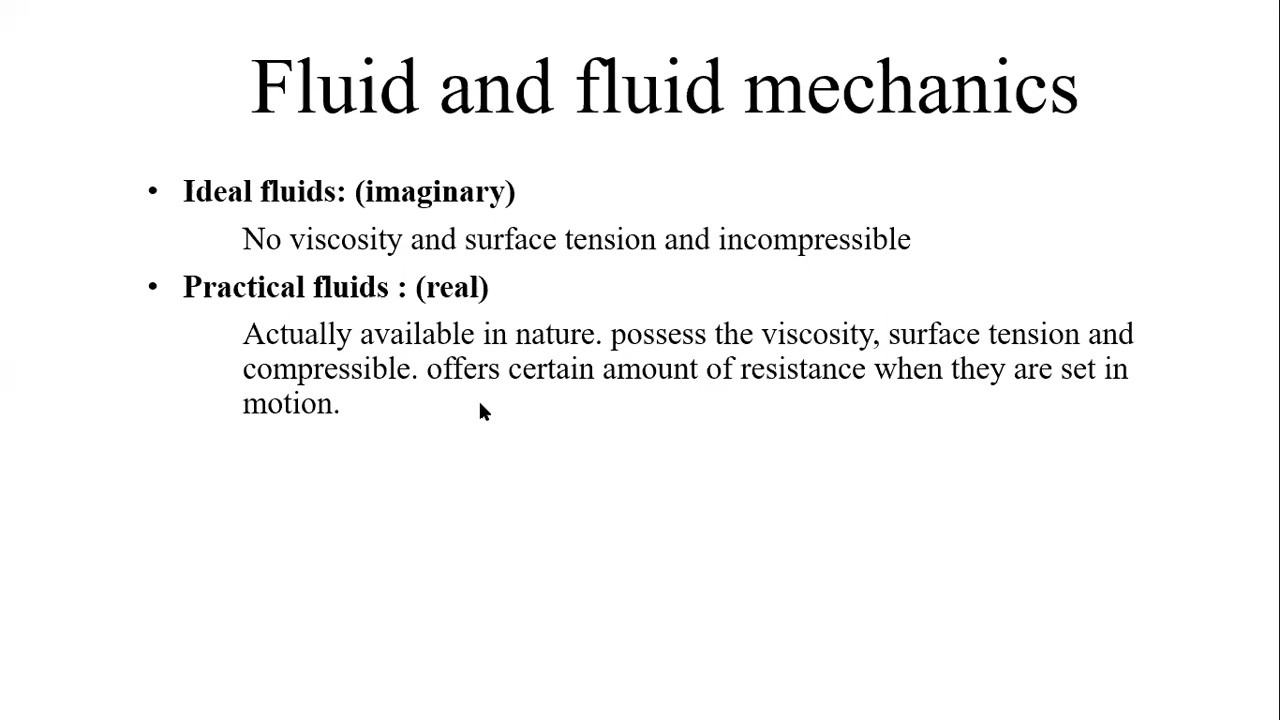 Fluid and fluid mechanics
• Ideal fluids: (imaginary)
No viscosity and surface tension and incompressible
• Practical fluids : (real)
Actually available in nature. possess the viscosity, surface tension and
compressible. offers certain amount of resistance when they are set in
motion.